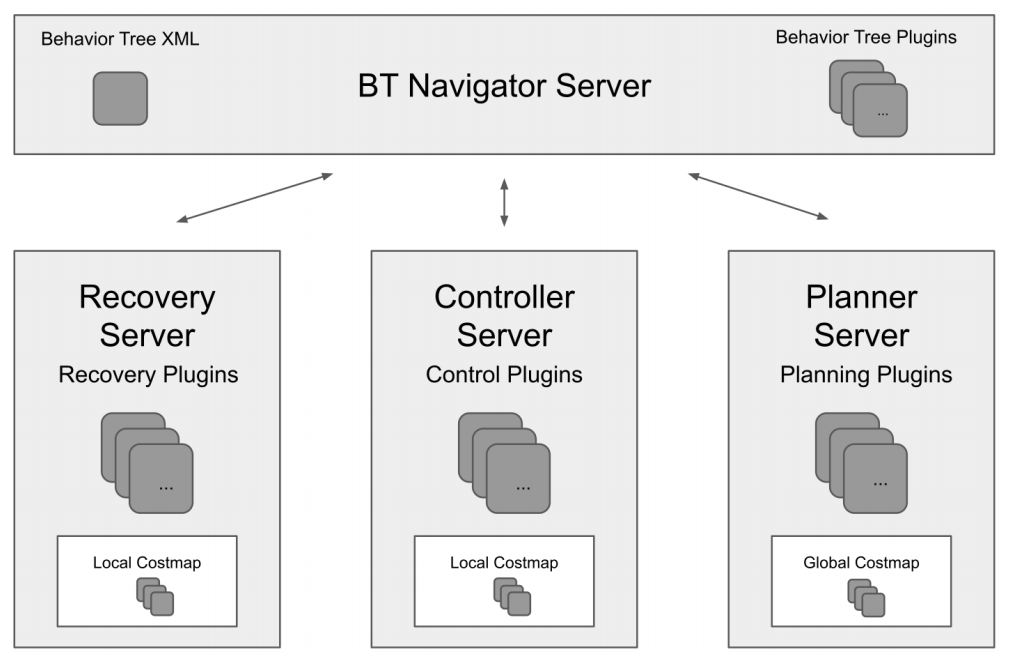 Behavior Tree XML
BT Navigator Server
Behavior Tree Plugins
...
Recovery
Server
Recovery Plugins
...
Local Costmap
Controller
Server
Control Plugins
...
Local Costmap
Planner
Server
Planning Plugins
...
Global Costmap